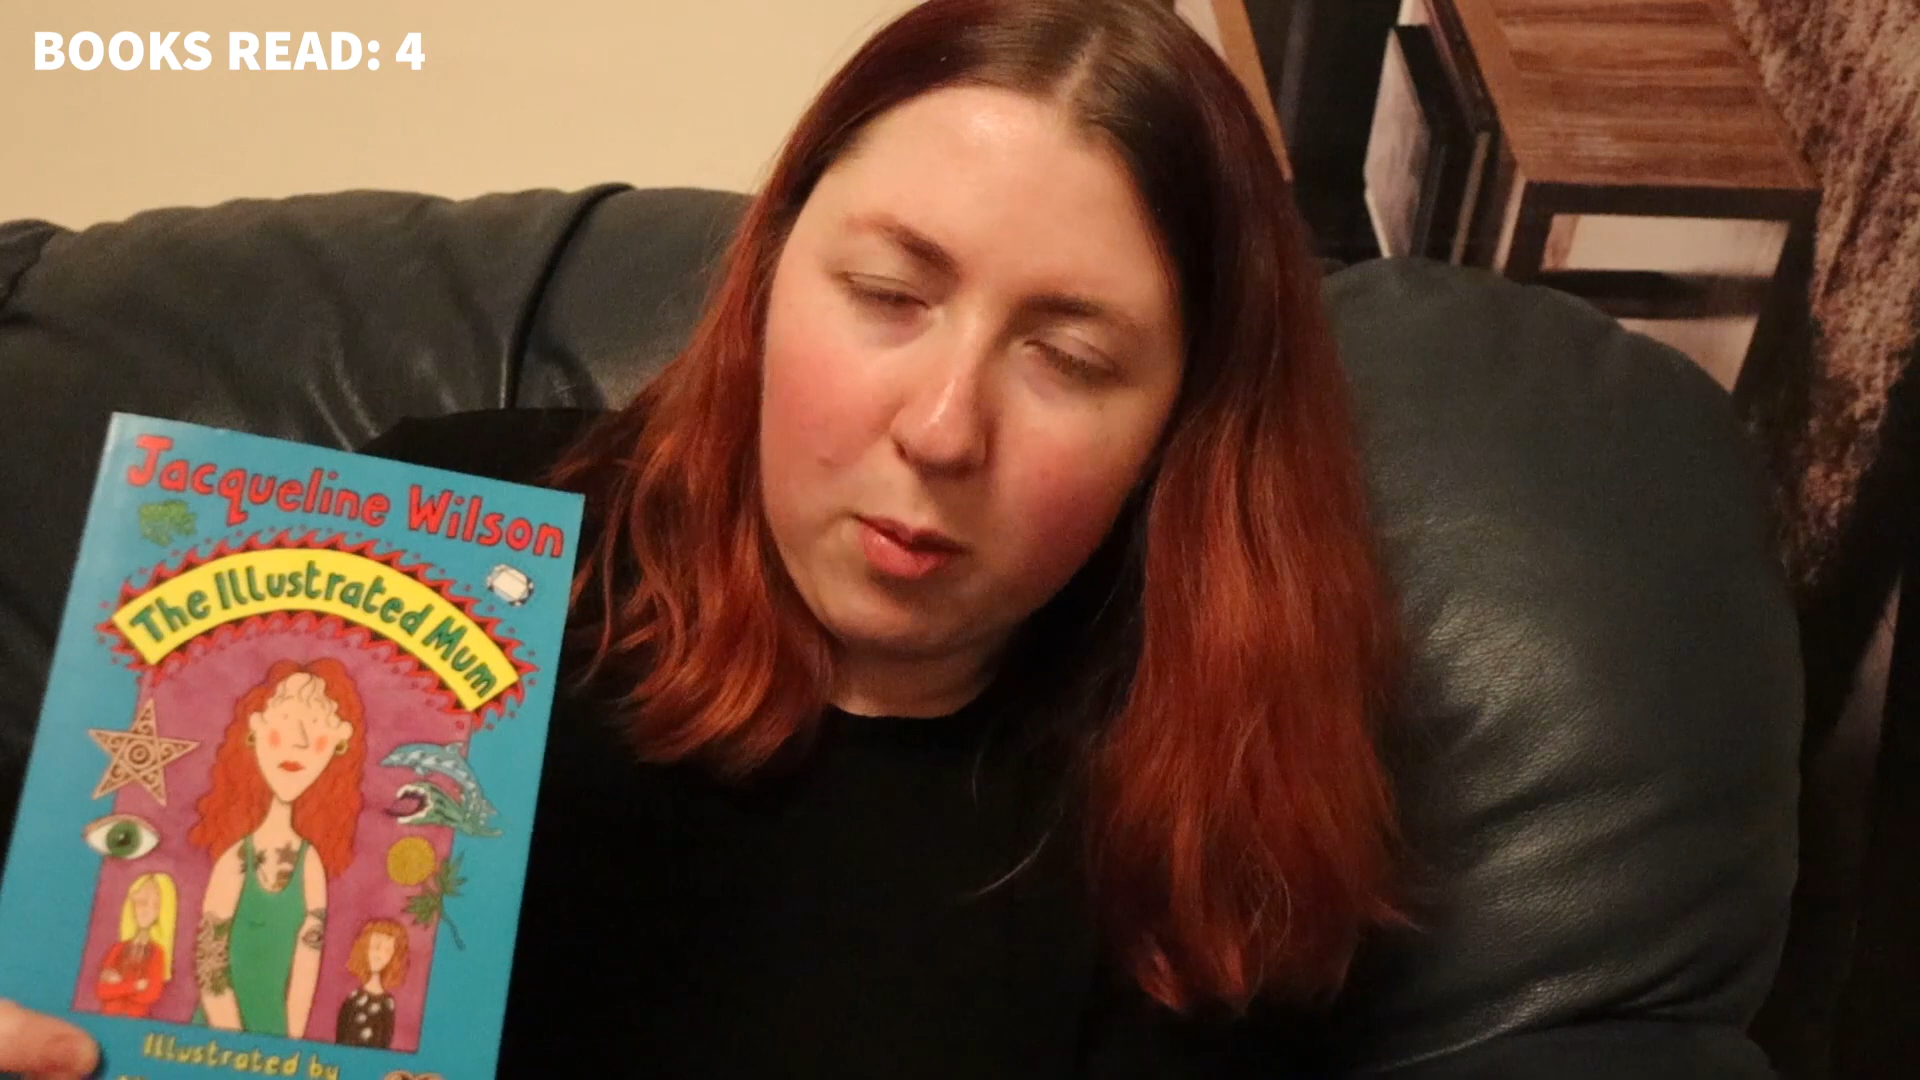 BOOKS READ: 4
Jacqueline Wilson
The Illustrated Mum
Illustrated by